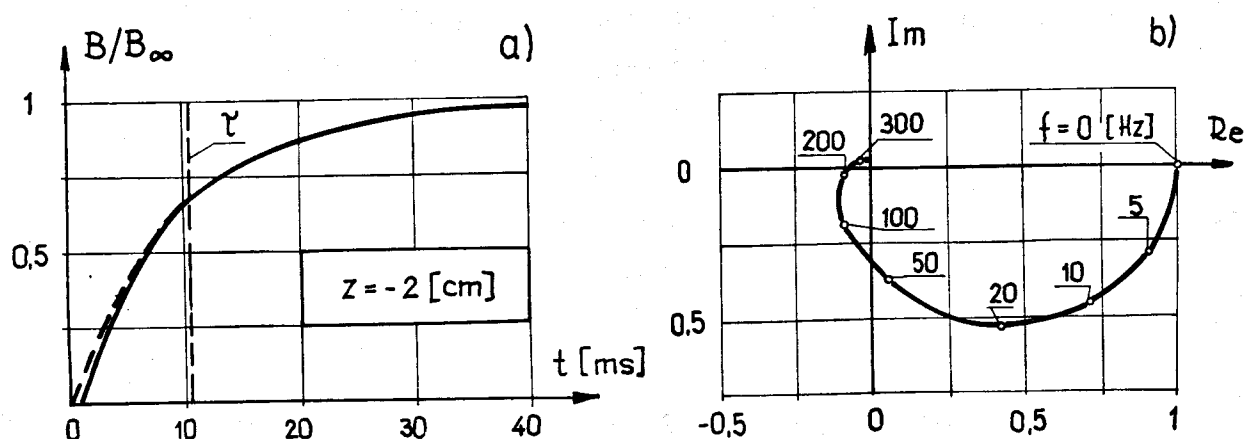 B/B∞
a)
1
τ
0,5
z = -2 [cm]
t [ms]
0 10 20 30 40
Im
b)
200
300
f = 0 [Hz]
Re
0
100
5
50
20
10
0,5
-0,5 0 0,5 1